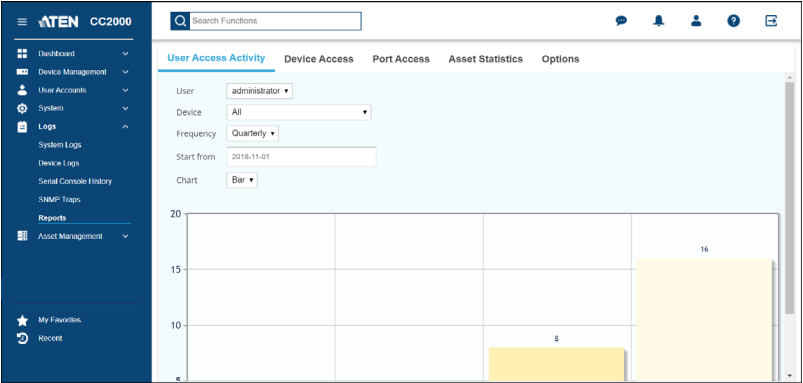 ATEN CC2000
Search Functions
Dashboard
Device Management
User Accounts
System
Logs
System Logs
Device Logs
Serial Console History
SNMP Traps
Reports
Asset Management
My Favorites
Recent
User Access Activity Device Access Port Access Asset Statistics Options
User administrator
Device All
Frequency Quarterly
Start from 2018-11-01
Chart Bar
20
16
15
10
8
5